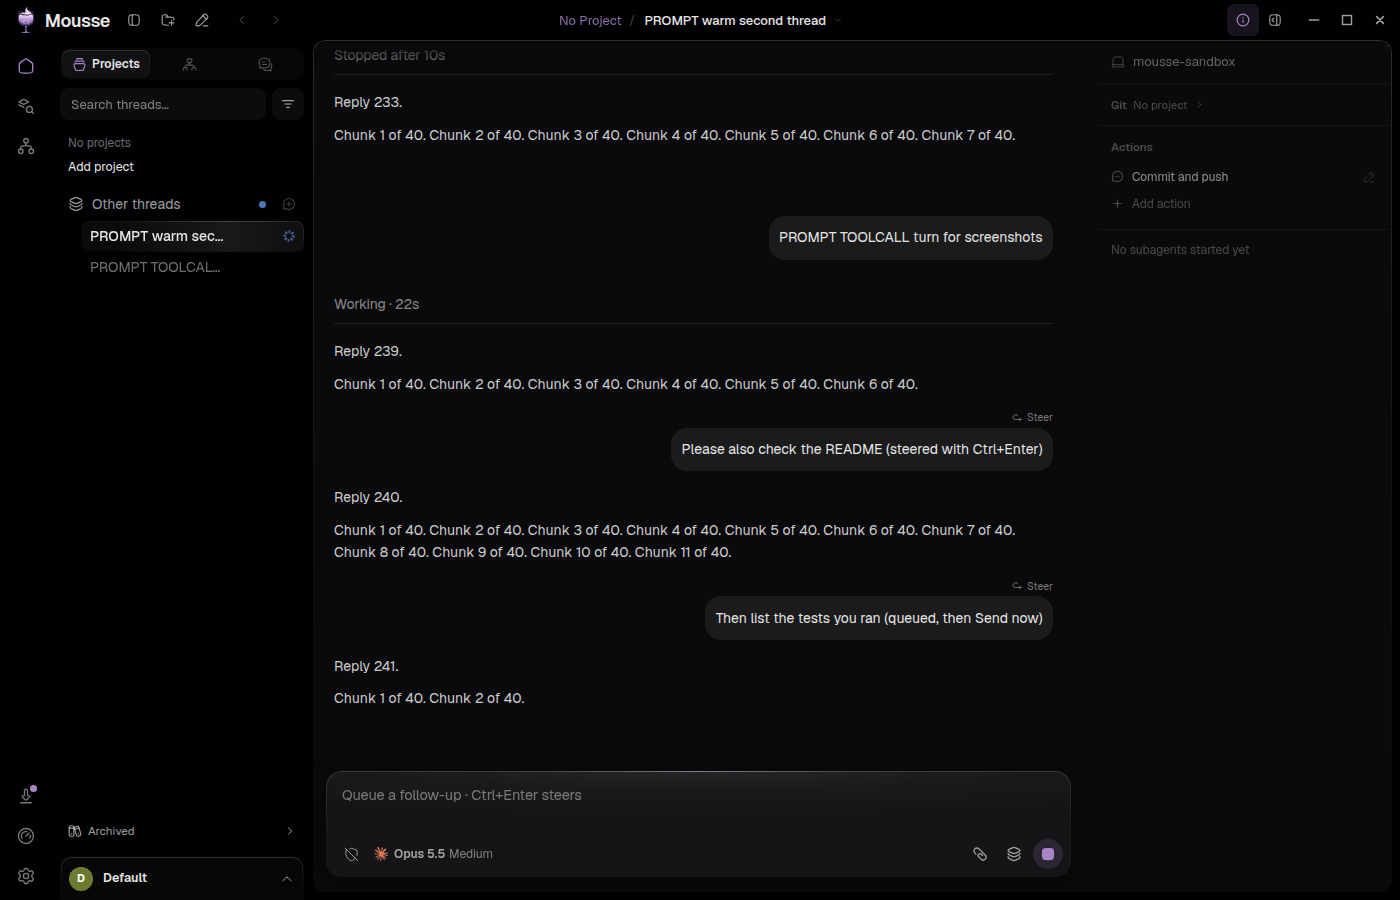 Mousse
No Project / PROMPT warm second thread
Projects
Search threads...
No projects
Add project
Other threads
PROMPT warm sec...
PROMPT TOOLCAL...
Archived
D Default
Stopped after 10s
Reply 233.
Chunk 1 of 40. Chunk 2 of 40. Chunk 3 of 40. Chunk 4 of 40. Chunk 5 of 40. Chunk 6 of 40. Chunk 7 of 40.
PROMPT TOOLCALL turn for screenshots
Working · 22s
Reply 239.
Chunk 1 of 40. Chunk 2 of 40. Chunk 3 of 40. Chunk 4 of 40. Chunk 5 of 40. Chunk 6 of 40.
Steer
Please also check the README (steered with Ctrl+Enter)
Reply 240.
Chunk 1 of 40. Chunk 2 of 40. Chunk 3 of 40. Chunk 4 of 40. Chunk 5 of 40. Chunk 6 of 40. Chunk 7 of 40.
Chunk 8 of 40. Chunk 9 of 40. Chunk 10 of 40. Chunk 11 of 40.
Steer
Then list the tests you ran (queued, then Send now)
Reply 241.
Chunk 1 of 40. Chunk 2 of 40.
Queue a follow-up · Ctrl+Enter steers
Opus 5.5 Medium
mousse-sandbox
Git No project
Actions
Commit and push
Add action
No subagents started yet